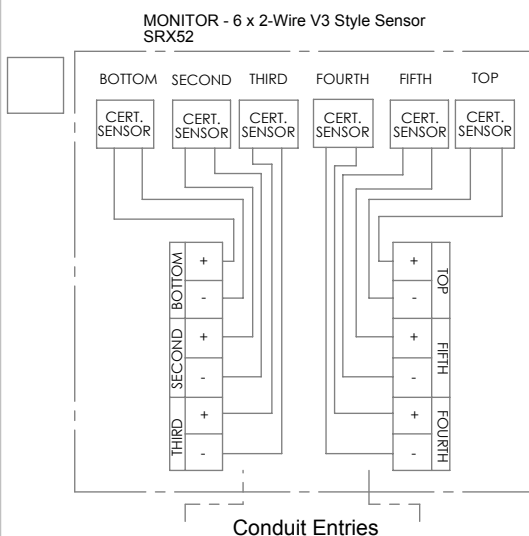 MONITOR - 6 x 2-Wire V3 Style Sensor
SRX52
BOTTOM SECOND THIRD FOURTH FIFTH TOP
CERT. SENSOR
CERT. SENSOR
CERT. SENSOR
CERT. SENSOR
CERT. SENSOR
CERT. SENSOR
BOTTOM
+
-
SECOND
+
-
THIRD
+
-
+
-
TOP
+
-
FIFTH
+
-
FOURTH
Conduit Entries